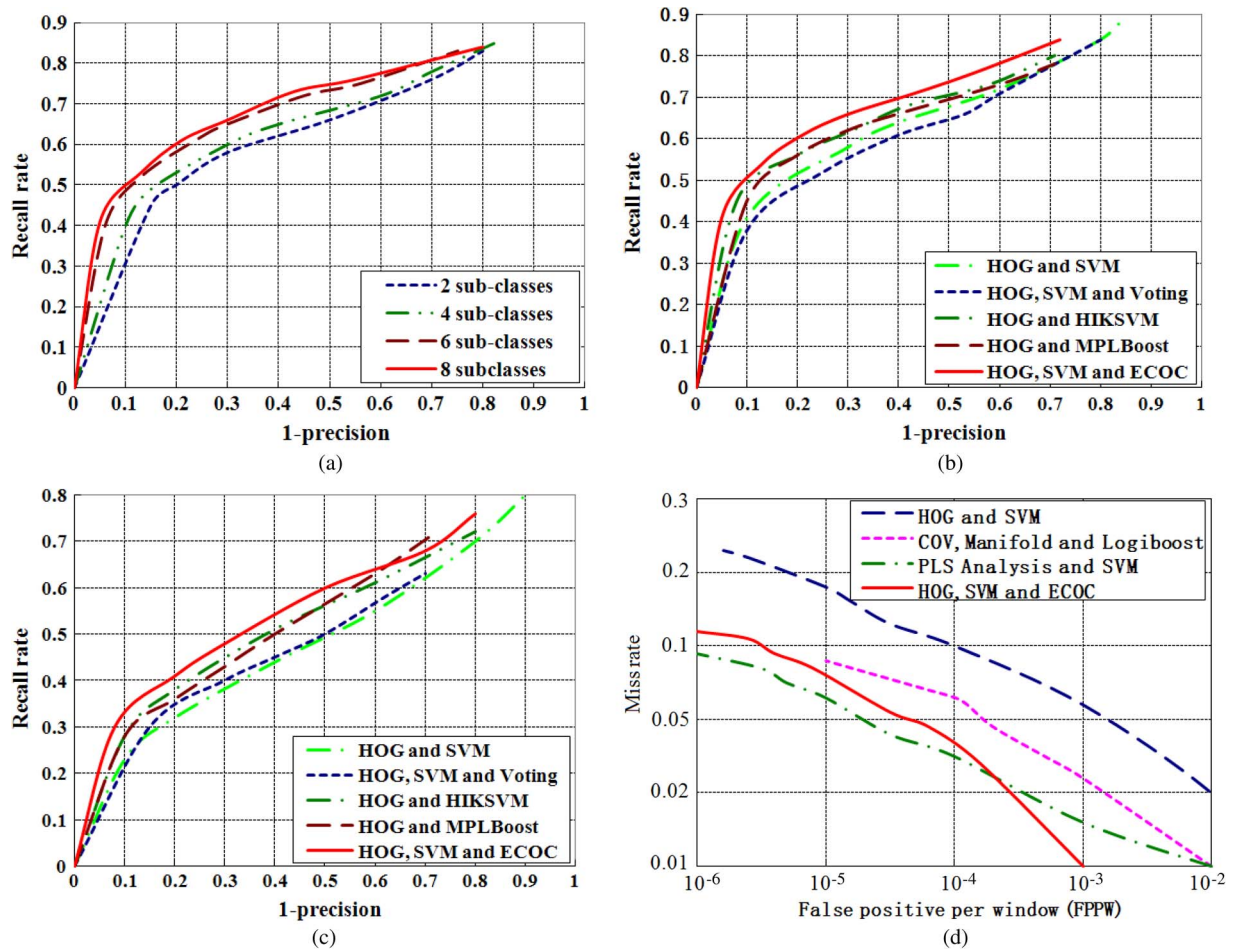 0.9
0.8
0.7
0.6
0.5
0.4
0.3
0.2
0.1
0
Recall rate
2 sub-classes
4 sub-classes
6 sub-classes
8 subclasses
0.1 0.2 0.3 0.4 0.5 0.6 0.7 0.8 0.9 1
1-precision
(a)
0.9
0.8
0.7
0.6
0.5
0.4
0.3
0.2
0.1
0
Recall rate
HOG and SVM
HOG, SVM and Voting
HOG and HIKSVM
HOG and MPLBoost
HOG, SVM and ECOC
0 0.1 0.2 0.3 0.4 0.5 0.6 0.7 0.8 0.9 1
1-precision
(b)
0.8
0.7
0.6
0.5
0.4
0.3
0.2
0.1
0
Recall rate
HOG and SVM
HOG, SVM and Voting
HOG and HIKSVM
HOG and MPLBoost
HOG, SVM and ECOC
0 0.1 0.2 0.3 0.4 0.5 0.6 0.7 0.8 0.9 1
1-precision
(c)
0.3
0.2
0.1
0.05
0.02
0.01
Miss rate
HOG and SVM
COV, Manifold and Logiboost
PLS Analysis and SVM
HOG, SVM and ECOC
10-6 10-5 10-4 10-3 10-2
False positive per window (FPPW)
(d)